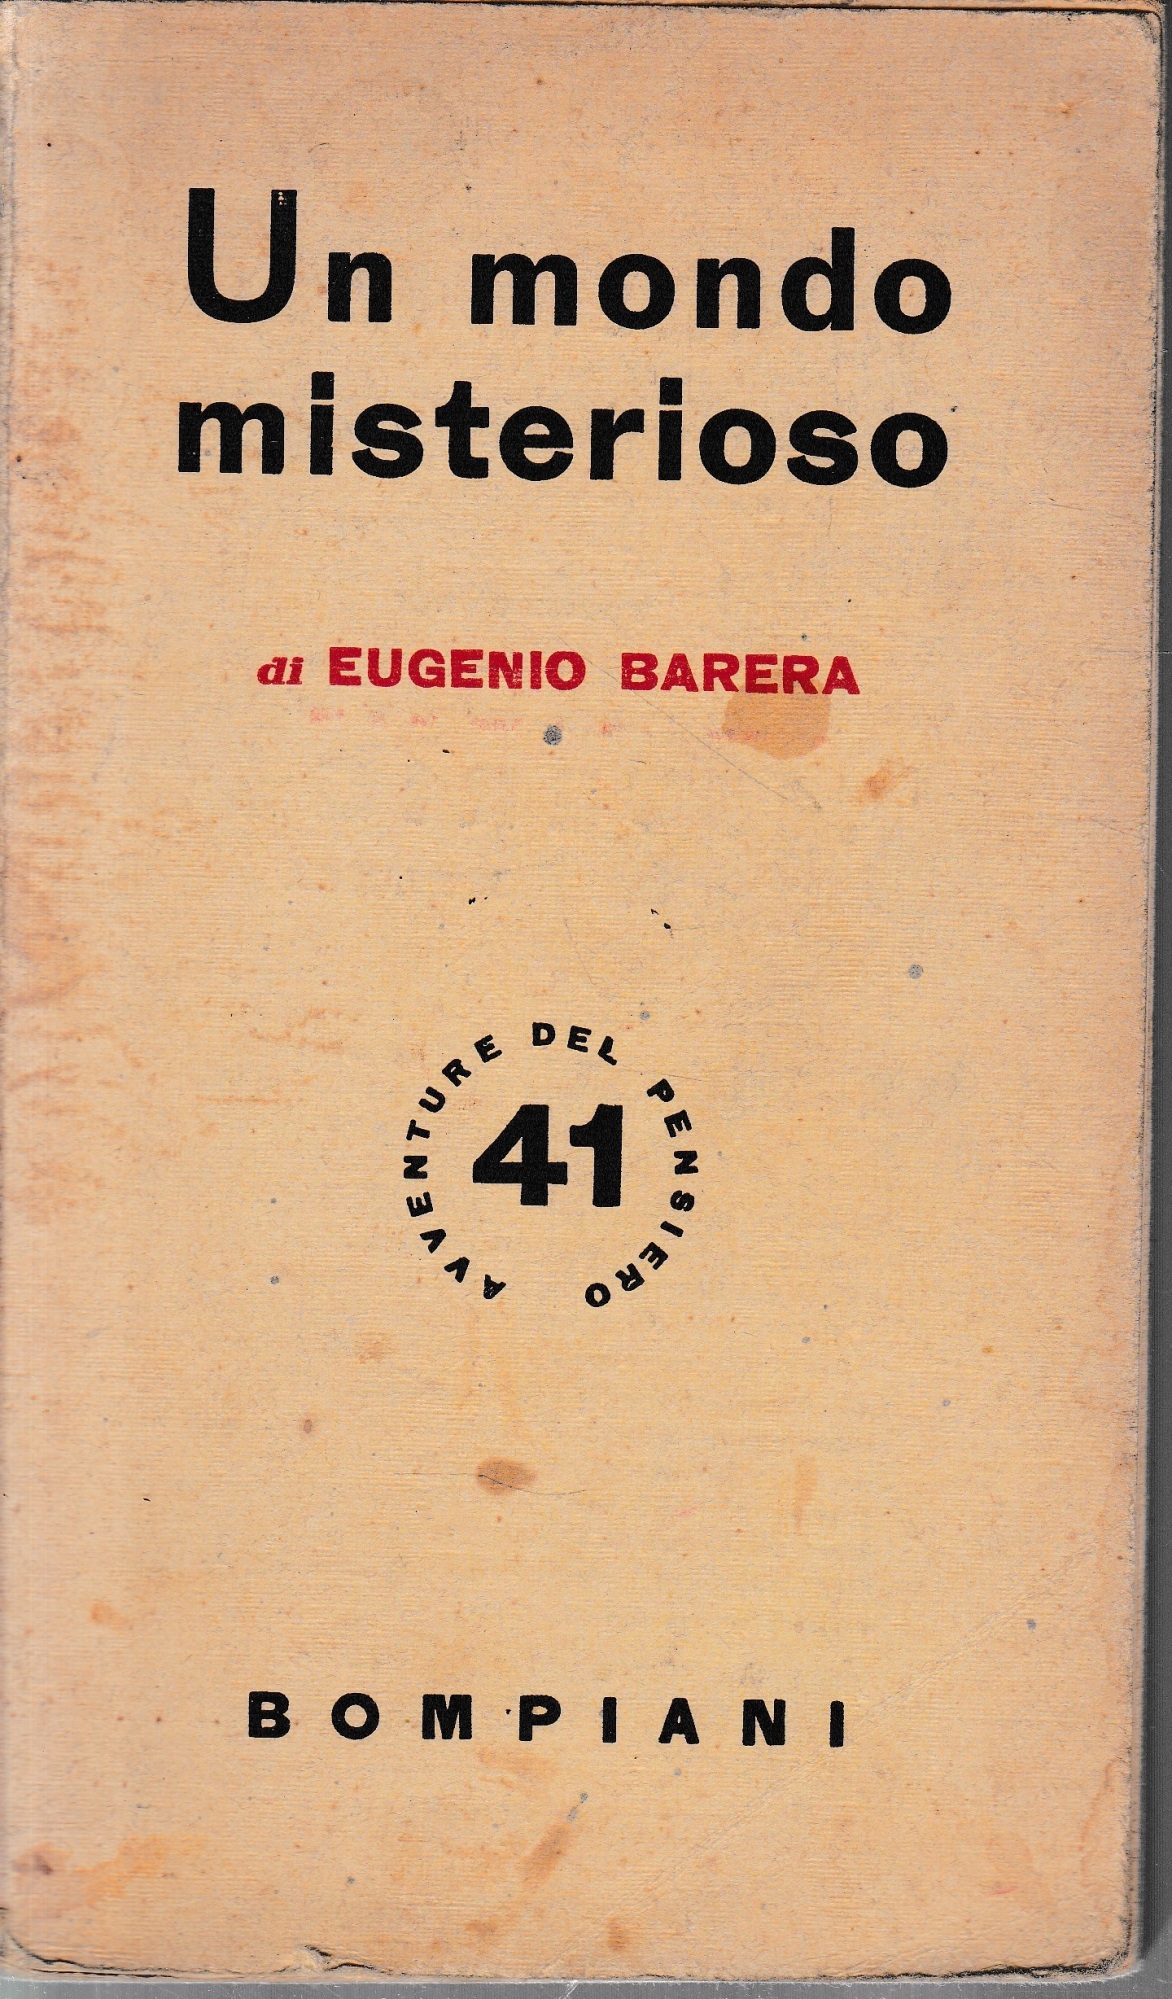 Un mondo
misterioso
di EUGENIO BARERA
AVVENTURE DEL PENSIERO
41
BOMPIANI